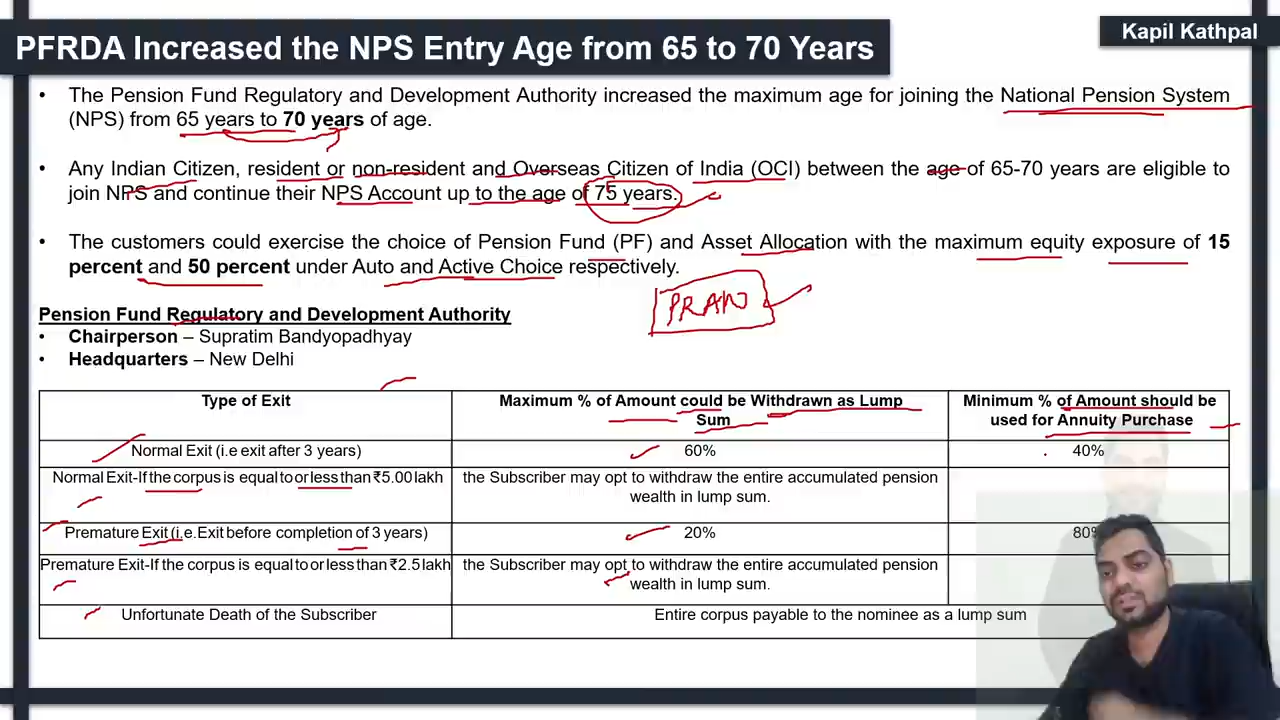 PFRDA Increased the NPS Entry Age from 65 to 70 Years
Kapil Kathpal
• The Pension Fund Regulatory and Development Authority increased the maximum age for joining the National Pension System
(NPS) from 65 years to 70 years of age.
• Any Indian Citizen, resident or non-resident and Overseas Citizen of India (OCI) between the age of 65-70 years are eligible to
join NPS and continue their NPS Account up to the age of 75 years.
• The customers could exercise the choice of Pension Fund (PF) and Asset Allocation with the maximum equity exposure of 15
percent and 50 percent under Auto and Active Choice respectively.
PRAN
Pension Fund Regulatory and Development Authority
• Chairperson – Supratim Bandyopadhyay
• Headquarters – New Delhi
Type of Exit
Maximum % of Amount could be Withdrawn as Lump
Sum
Minimum % of Amount should be
used for Annuity Purchase
Normal Exit (i.e exit after 3 years)
60%
40%
Normal Exit-If the corpus is equal to or less than ₹5.00 lakh
the Subscriber may opt to withdraw the entire accumulated pension
wealth in lump sum.
Premature Exit (i.e.Exit before completion of 3 years)
20%
80%
Premature Exit-If the corpus is equal to or less than ₹2.5 lakh
the Subscriber may opt to withdraw the entire accumulated pension
wealth in lump sum.
Unfortunate Death of the Subscriber
Entire corpus payable to the nominee as a lump sum